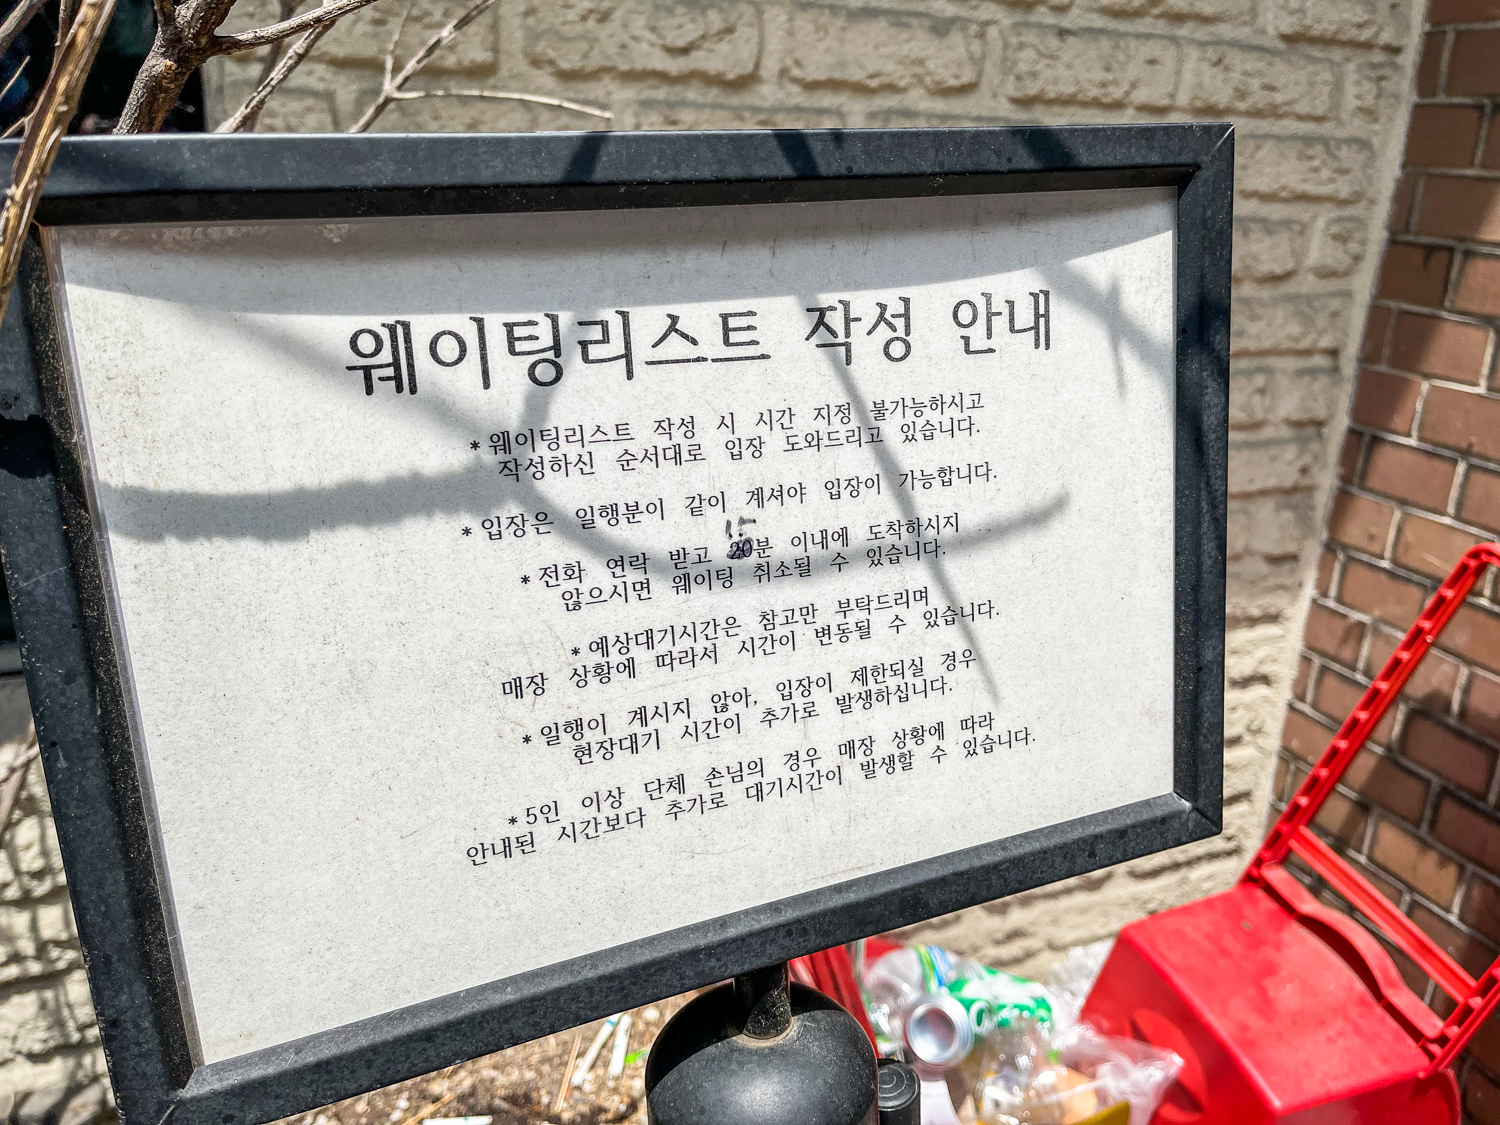 웨이팅리스트 작성 안내
* 웨이팅리스트 작성 시 시간 지정 불가능하시고
작성하신 순서대로 입장 도와드리고 있습니다.
* 입장은 일행분이 같이 계셔야 입장이 가능합니다.
15
* 전화 연락 받고 20분 이내에 도착하시지
않으시면 웨이팅 취소될 수 있습니다.
* 예상대기시간은 참고만 부탁드리며
매장 상황에 따라서 시간이 변동될 수 있습니다.
* 일행이 계시지 않아, 입장이 제한되실 경우
현장대기 시간이 추가로 발생하십니다.
* 5인 이상 단체 손님의 경우 매장 상황에 따라
안내된 시간보다 추가로 대기시간이 발생할 수 있습니다.